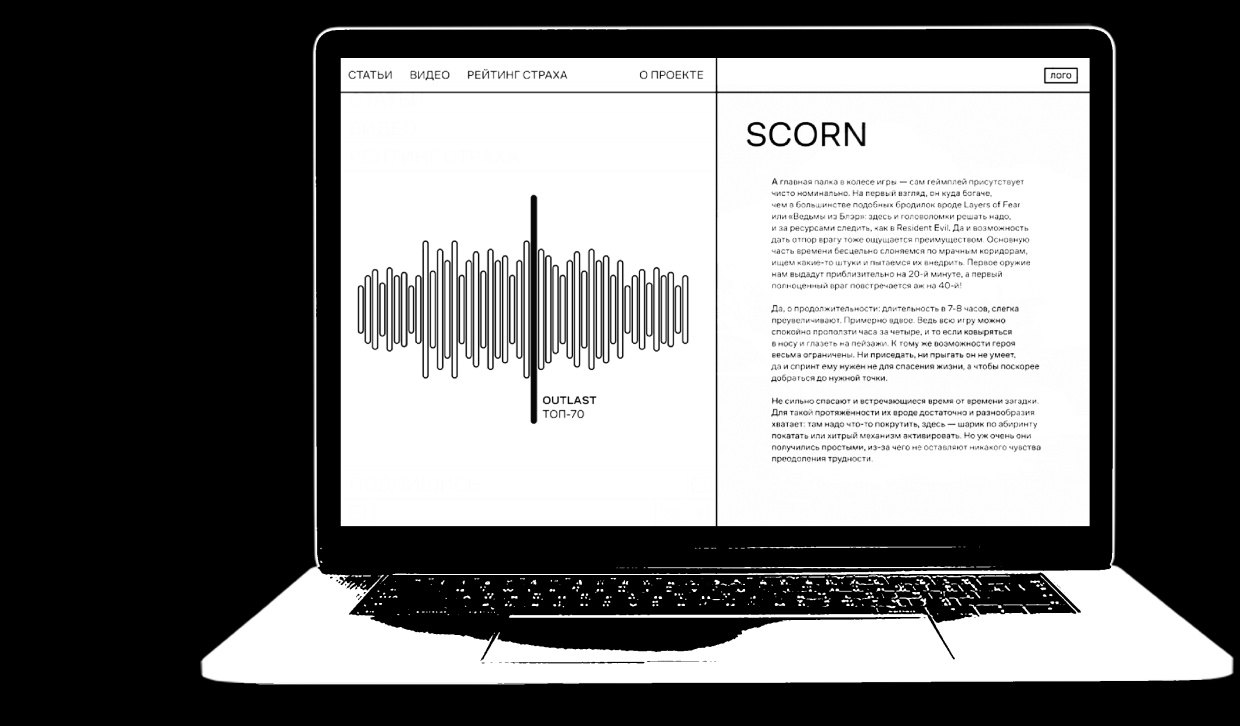 СТАТЬИ ВИДЕО РЕЙТИНГ СТРАХА О ПРОЕКТЕ
ЛОГО
OUTLAST
ТОП-70
SCORN
А главная палка в колесе игры — сам геймплей присутствует
чисто номинально. На первый взгляд, он куда богаче,
чем в большинстве подобных бродилок вроде Layers of Fear
или «Ведьмы из Блэр»: здесь и головоломки решать надо,
и за ресурсами следить, как в Resident Evil. Да и возможность
дать отпор врагу тоже ощущается преимуществом. Основную
часть времени бесцельно слоняемся по мрачным коридорам,
ищем какие-то штуки и пытаемся их внедрить. Первое оружие
нам выдадут приблизительно на 20-й минуте, а первый
полноценный враг повстречается аж на 40-й!
Да, о продолжительности: длительность в 7-8 часов, слегка
преувеличивают. Примерно вдвое. Ведь всю игру можно
спокойно проползти часа за четыре, и то если ковыряться
в носу и глазеть на пейзажи. К тому же возможности героя
весьма ограничены. Ни приседать, ни прыгать он не умеет,
да и спринт ему нужен не для спасения жизни, а чтобы поскорее
добраться до нужной точки.
Не сильно спасают и встречающиеся время от времени загадки.
Для такой протяжённости их вроде достаточно и разнообразия
хватает: там надо что-то покрутить, здесь — шарик по абиринту
покатать или хитрый механизм активировать. Но уж очень они
получились простыми, из-за чего не оставляют никакого чувства
преодоления трудности.